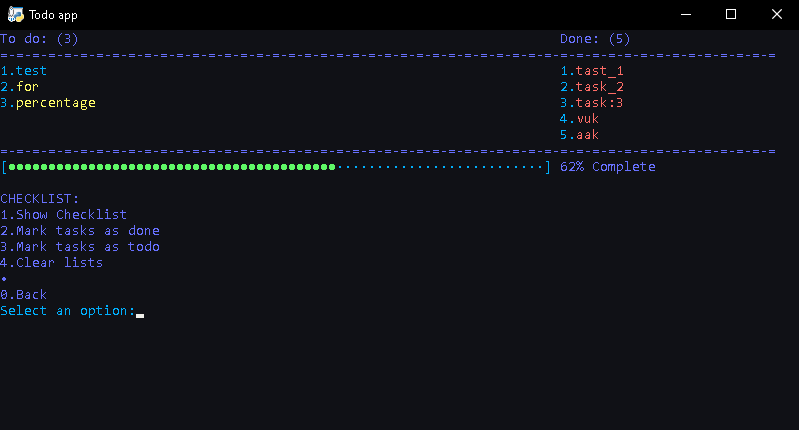 Todo app
To do: (3) Done: (5)
1.test 1.tast_1
2.for 2.task_2
3.percentage 3.task:3
4.vuk
5.aak
62% Complete
CHECKLIST:
1.Show Checklist
2.Mark tasks as done
3.Mark tasks as todo
4.Clear lists
•
0.Back
Select an option: